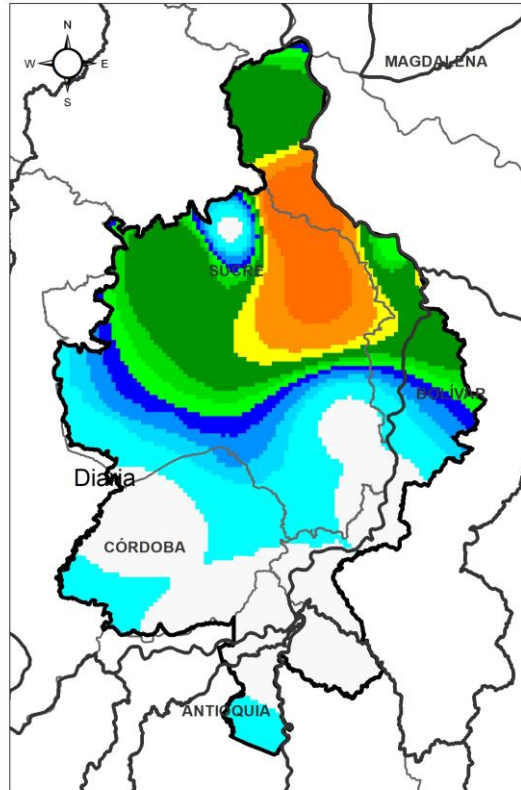 N
W E
S
MAGDALENA
SUCRE
BOLÍVAR
Diaria
CÓRDOBA
ANTIOQUIA